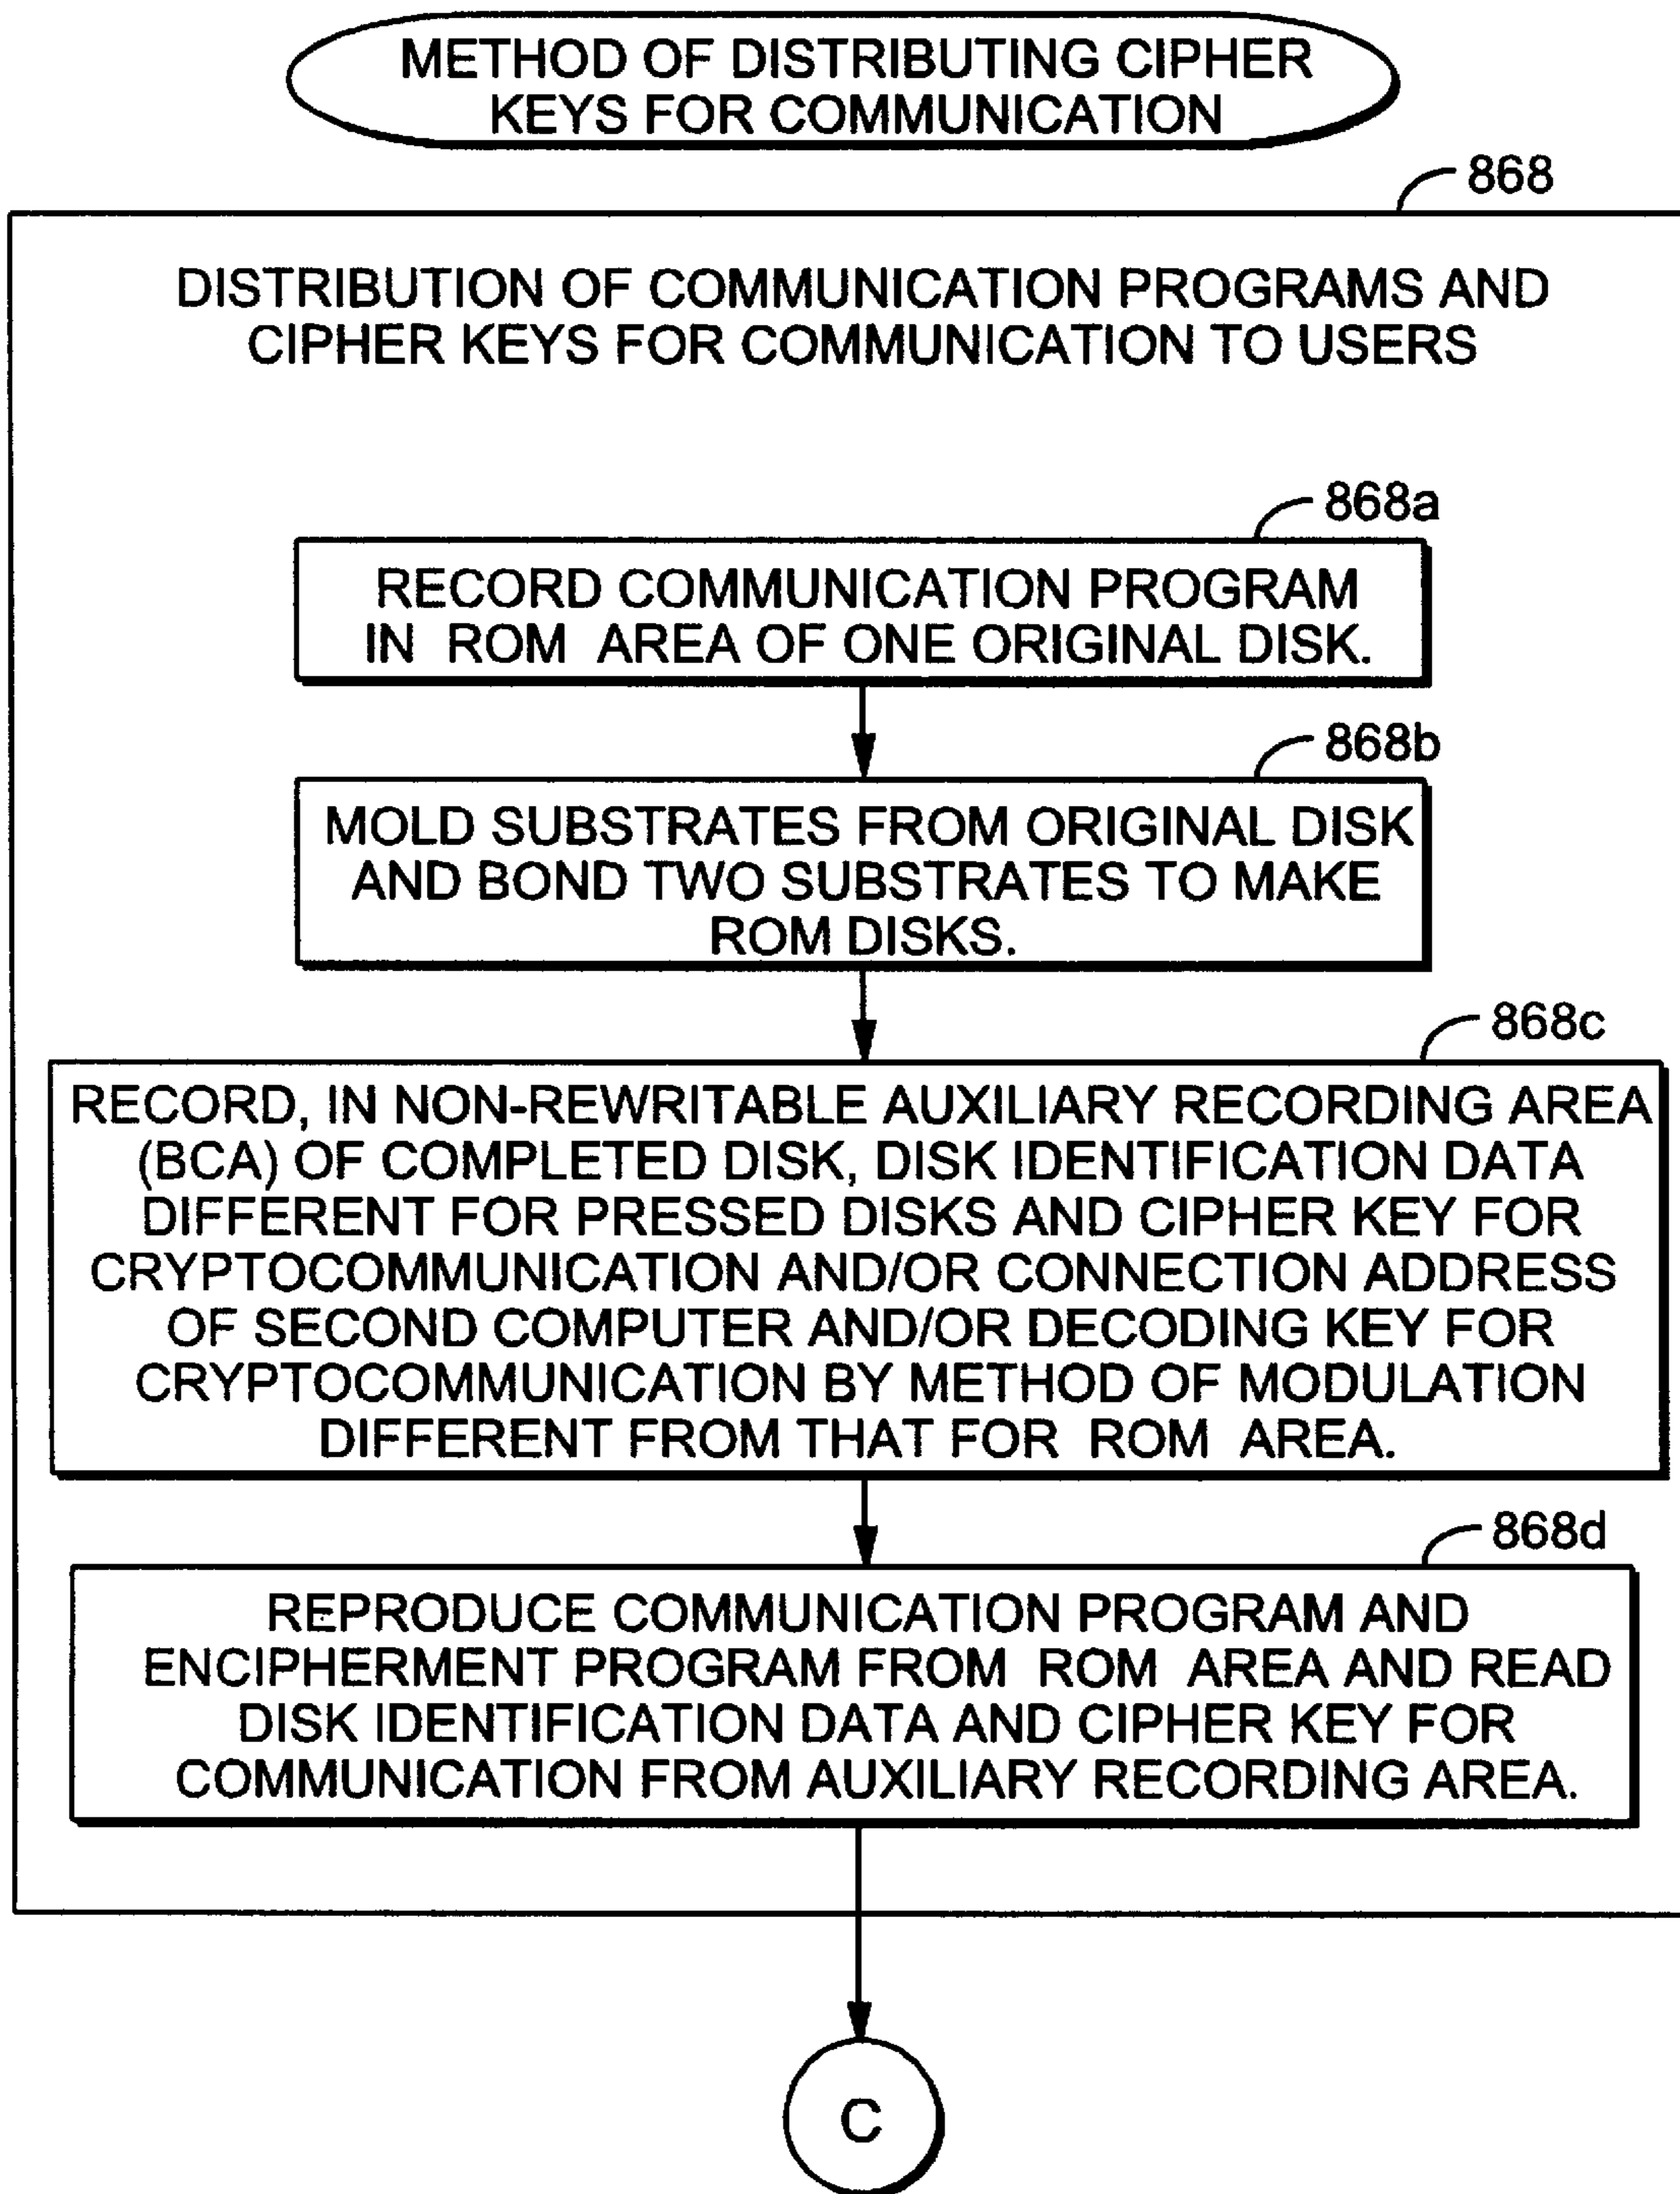 METHOD OF DISTRIBUTING CIPHER
KEYS FOR COMMUNICATION
868
DISTRIBUTION OF COMMUNICATION PROGRAMS AND
CIPHER KEYS FOR COMMUNICATION TO USERS
868a
RECORD COMMUNICATION PROGRAM
IN ROM AREA OF ONE ORIGINAL DISK.
868b
MOLD SUBSTRATES FROM ORIGINAL DISK
AND BOND TWO SUBSTRATES TO MAKE
ROM DISKS.
868c
RECORD, IN NON-REWRITABLE AUXILIARY RECORDING AREA
(BCA) OF COMPLETED DISK, DISK IDENTIFICATION DATA
DIFFERENT FOR PRESSED DISKS AND CIPHER KEY FOR
CRYPTOCOMMUNICATION AND/OR CONNECTION ADDRESS
OF SECOND COMPUTER AND/OR DECODING KEY FOR
CRYPTOCOMMUNICATION BY METHOD OF MODULATION
DIFFERENT FROM THAT FOR ROM AREA.
868d
REPRODUCE COMMUNICATION PROGRAM AND
ENCIPHERMENT PROGRAM FROM ROM AREA AND READ
DISK IDENTIFICATION DATA AND CIPHER KEY FOR
COMMUNICATION FROM AUXILIARY RECORDING AREA.
C